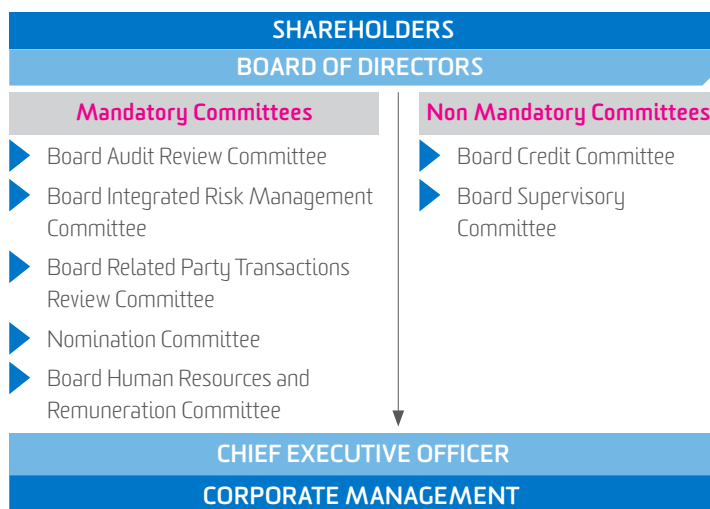 SHAREHOLDERS
BOARD OF DIRECTORS
Mandatory Committees
Board Audit Review Committee
Board Integrated Risk Management
Committee
Board Related Party Transactions
Review Committee
Nomination Committee
Board Human Resources and
Remuneration Committee
Non Mandatory Committees
Board Credit Committee
Board Supervisory
Committee
CHIEF EXECUTIVE OFFICER
CORPORATE MANAGEMENT